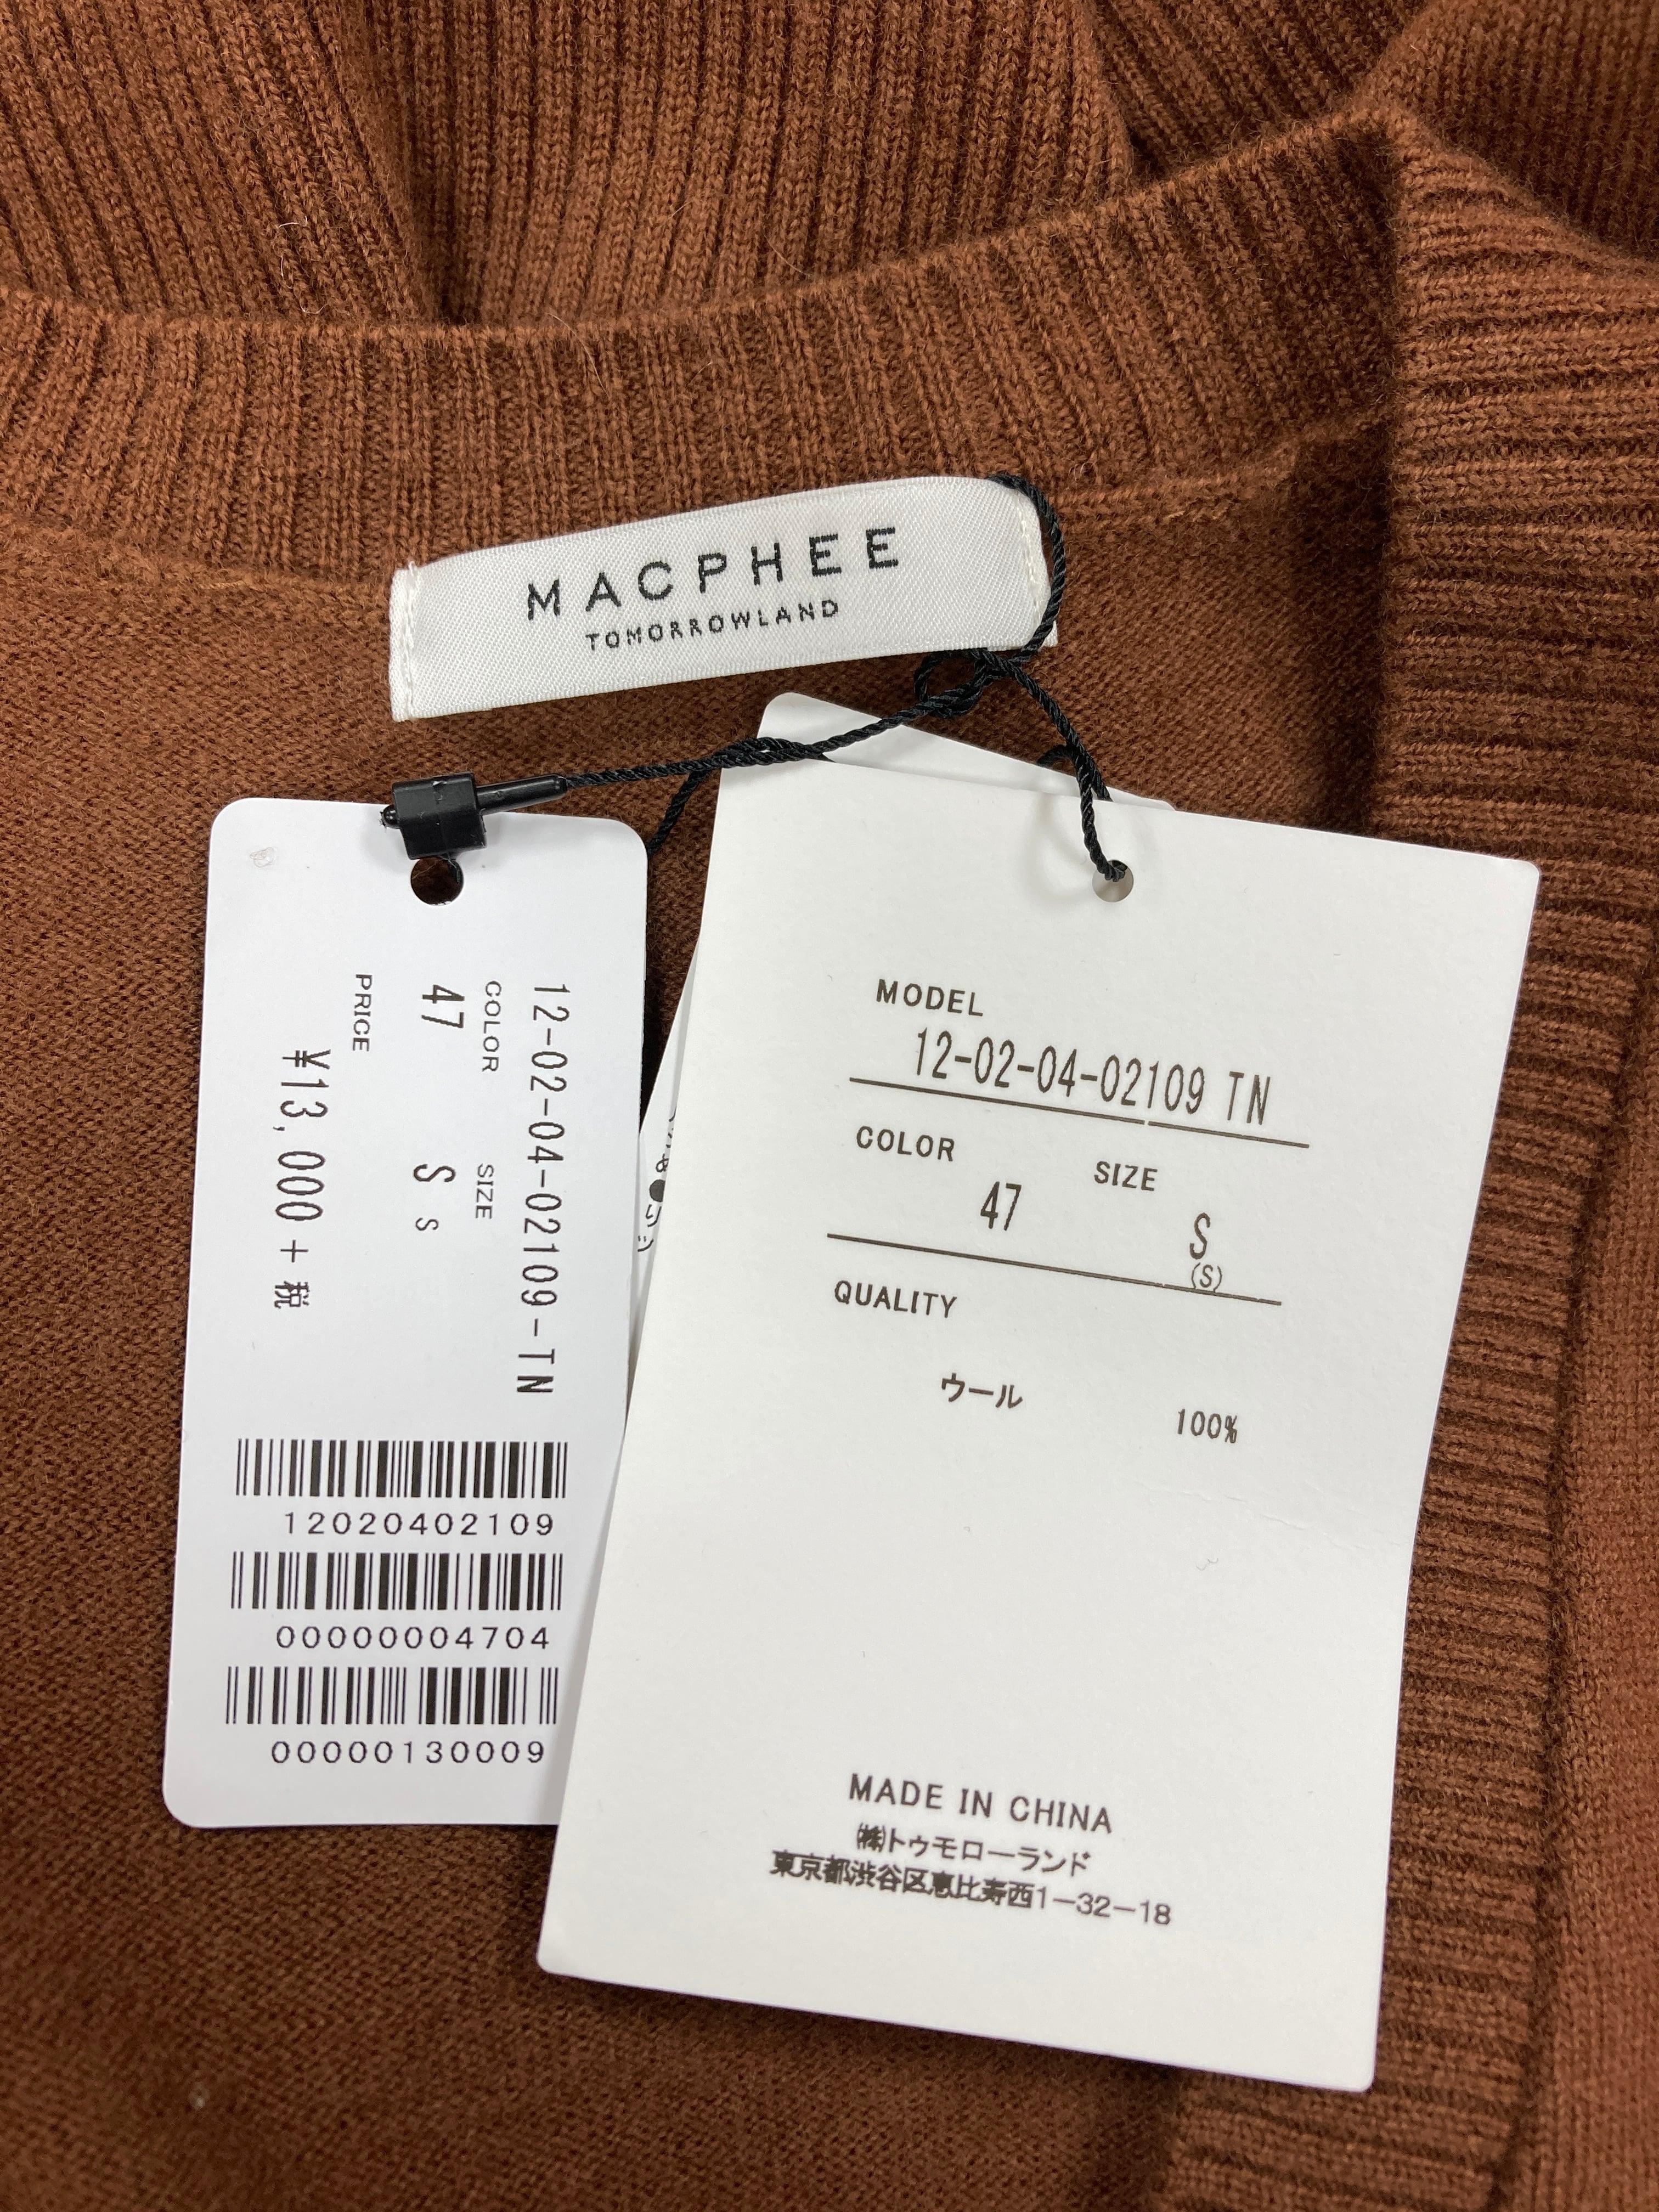 MACPHEE
TOMORROWLAND
12-02-04-02109-TN
COLOR SIZE
47 S S
PRICE
¥13,000+税
12020402109
00000004704
00000130009
MODEL
12-02-04-02109 TN
COLOR SIZE
47 S
(S)
QUALITY
ウール 100%
MADE IN CHINA
㈱トゥモローランド
東京都渋谷区恵比寿西1-32-18